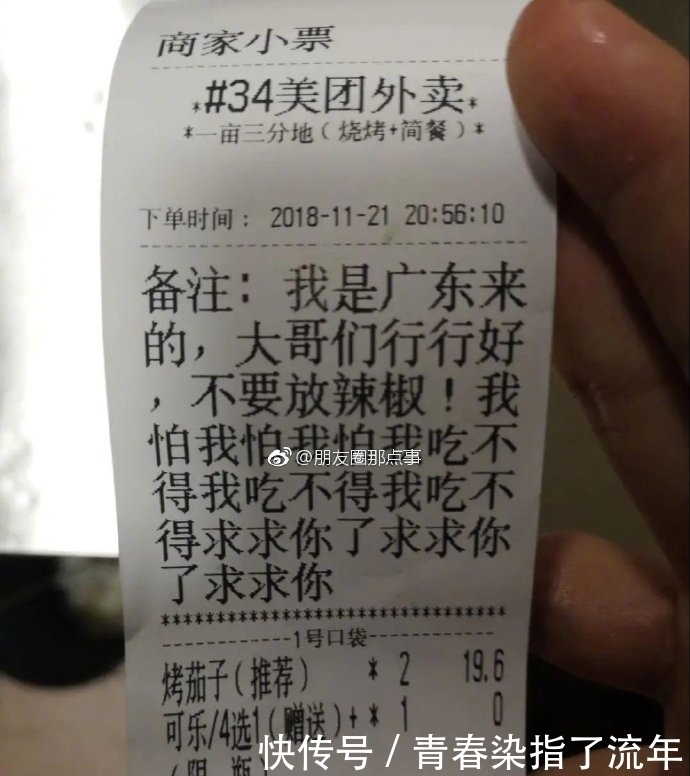 商家小票
*#34美团外卖*
*一亩三分地(烧烤+简餐)*
下单时间: 2018-11-21 20:56:10
备注: 我是广东来
的, 大哥们行行好
, 不要放辣椒! 我
怕我怕我怕我吃不
@朋友圈那点事
得我吃不得我吃不
得求求你了求求你
了求求你
********************************
------------1号口袋------------
烤茄子(推荐) * 2 19.6
可乐/4选1(赠送)+ * 1 0
快传号 / 青春染指了流年